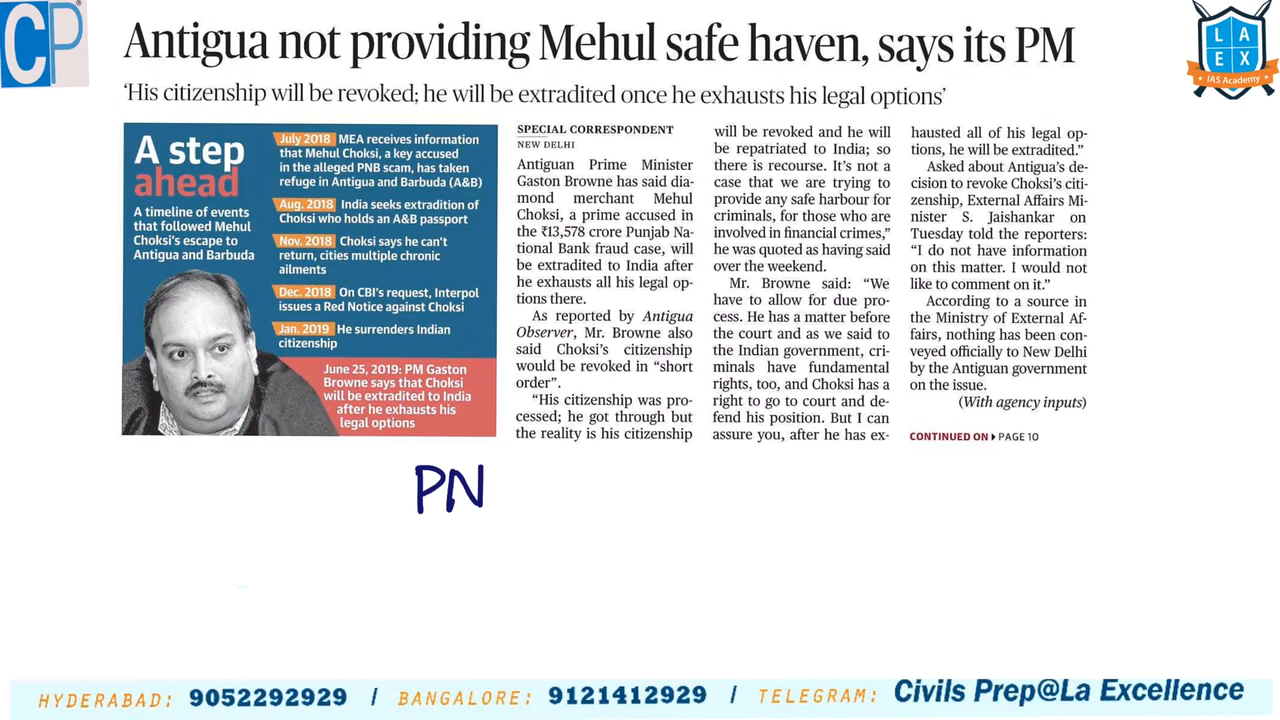 CP
Antigua not providing Mehul safe haven, says its PM
L A
E X
IAS Academy
‘His citizenship will be revoked; he will be extradited once he exhausts his legal options’
A step
ahead
A timeline of events
that followed Mehul
Choksi’s escape to
Antigua and Barbuda
July 2018 MEA receives information
that Mehul Choksi, a key accused
in the alleged PNB scam, has taken
refuge in Antigua and Barbuda (A&B)
Aug. 2018 India seeks extradition of
Choksi who holds an A&B passport
Nov. 2018 Choksi says he can’t
return, cities multiple chronic
ailments
Dec. 2018 On CBI’s request, Interpol
issues a Red Notice against Choksi
Jan. 2019 He surrenders Indian
citizenship
June 25, 2019: PM Gaston
Browne says that Choksi
will be extradited to India
after he exhausts his
legal options
SPECIAL CORRESPONDENT
NEW DELHI
Antiguan Prime Minister
Gaston Browne has said dia-
mond merchant Mehul
Choksi, a prime accused in
the ₹13,578 crore Punjab Na-
tional Bank fraud case, will
be extradited to India after
he exhausts all his legal op-
tions there.
As reported by Antigua
Observer, Mr. Browne also
said Choksi’s citizenship
would be revoked in “short
order”.
“His citizenship was pro-
cessed; he got through but
the reality is his citizenship
will be revoked and he will
be repatriated to India; so
there is recourse. It’s not a
case that we are trying to
provide any safe harbour for
criminals, for those who are
involved in financial crimes,”
he was quoted as having said
over the weekend.
Mr. Browne said: “We
have to allow for due pro-
cess. He has a matter before
the court and as we said to
the Indian government, cri-
minals have fundamental
rights, too, and Choksi has a
right to go to court and de-
fend his position. But I can
assure you, after he has ex-
hausted all of his legal op-
tions, he will be extradited.”
Asked about Antigua’s de-
cision to revoke Choksi’s citi-
zenship, External Affairs Mi-
nister S. Jaishankar on
Tuesday told the reporters:
“I do not have information
on this matter. I would not
like to comment on it.”
According to a source in
the Ministry of External Af-
fairs, nothing has been con-
veyed officially to New Delhi
by the Antiguan government
on the issue.
(With agency inputs)
CONTINUED ON PAGE 10
PN
HYDERABAD: 9052292929 / BANGALORE: 9121412929 / TELEGRAM: Civils Prep@La Excellence